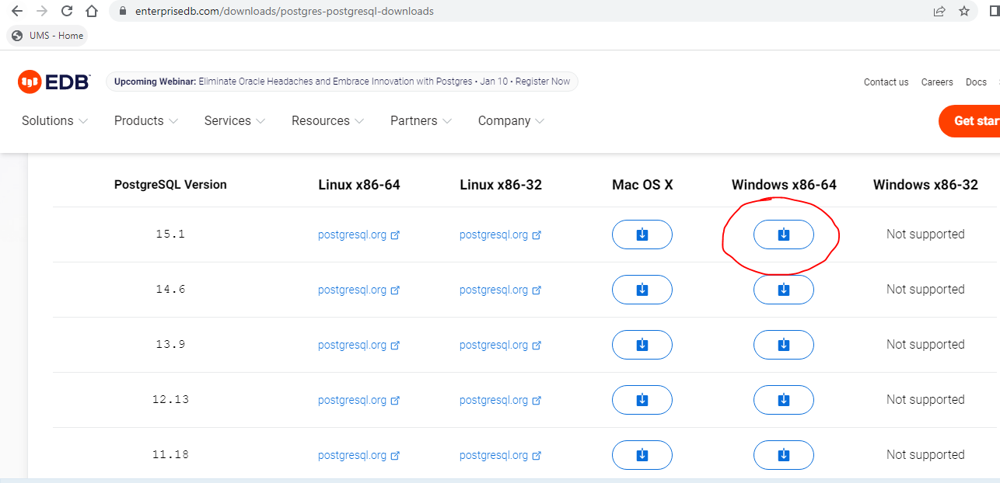 enterprisedb.com/downloads/postgres-postgresql-downloads
UMS - Home
EDB™ Upcoming Webinar: Eliminate Oracle Headaches and Embrace Innovation with Postgres • Jan 10 • Register Now Contact us Careers Docs
Solutions Products Services Resources Partners Company Get star
PostgreSQL Version Linux x86-64 Linux x86-32 Mac OS X Windows x86-64 Windows x86-32
15.1 postgresql.org postgresql.org Not supported
14.6 postgresql.org postgresql.org Not supported
13.9 postgresql.org postgresql.org Not supported
12.13 postgresql.org postgresql.org Not supported
11.18 postgresql.org postgresql.org Not supported